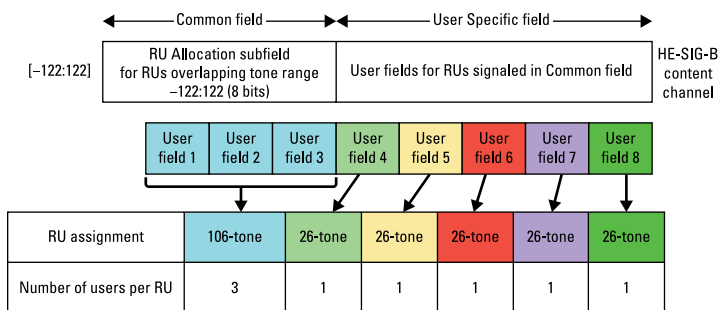 Common field
User Specific field
[–122:122]
RU Allocation subfield
for RUs overlapping tone range
–122:122 (8 bits)
User fields for RUs signaled in Common field
HE-SIG-B
content
channel
User
field 1
User
field 2
User
field 3
User
field 4
User
field 5
User
field 6
User
field 7
User
field 8
RU assignment
106-tone
26-tone
26-tone
26-tone
26-tone
26-tone
Number of users per RU
3
1
1
1
1
1